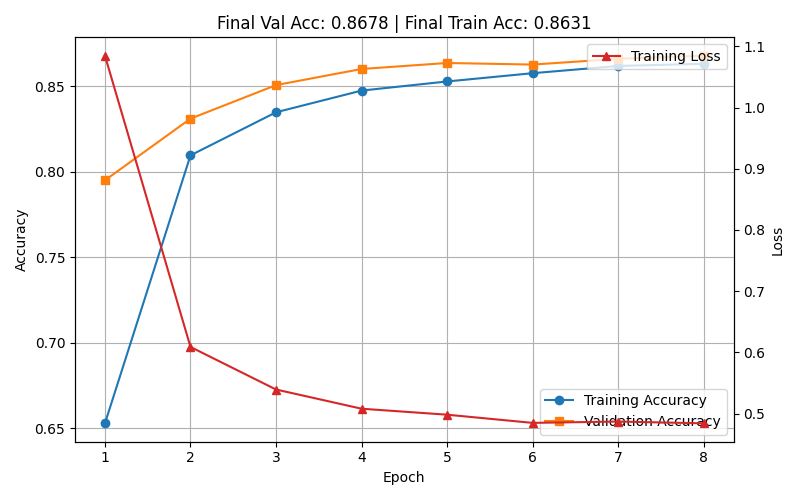 Final Val Acc: 0.8678 | Final Train Acc: 0.8631
Training Loss
Training Accuracy
Validation Accuracy
Accuracy
0.85
0.80
0.75
0.70
0.65
1.1
1.0
0.9
0.8
0.7
0.6
0.5
Loss
1 2 3 4 5 6 7 8
Epoch